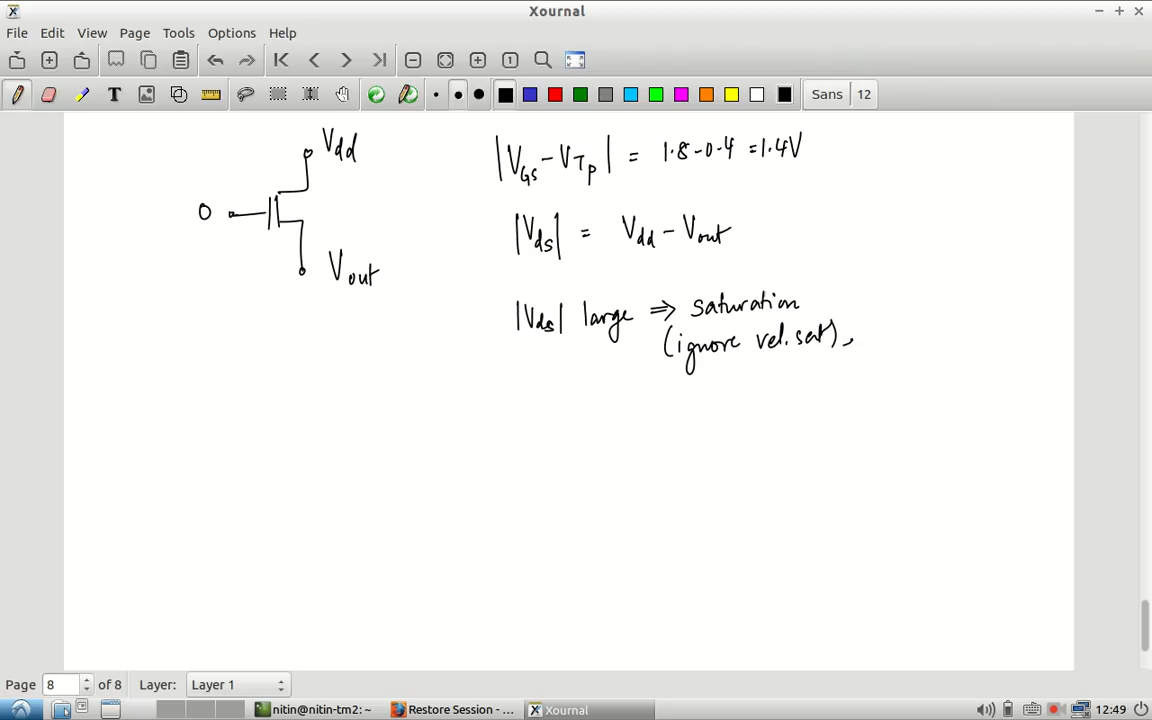 Xournal
File Edit View Page Tools Options Help
Sans 12
Vdd
0
Vout
|VGS - VTp| = 1.8-0.4 = 1.4V
|Vds| = Vdd - Vout
|Vds| large ⇒ saturation
(ignore vel. sat),
Page 8 of 8 Layer: Layer 1
nitin@nitin-tm2: ~ Restore Session - ... Xournal 12:49